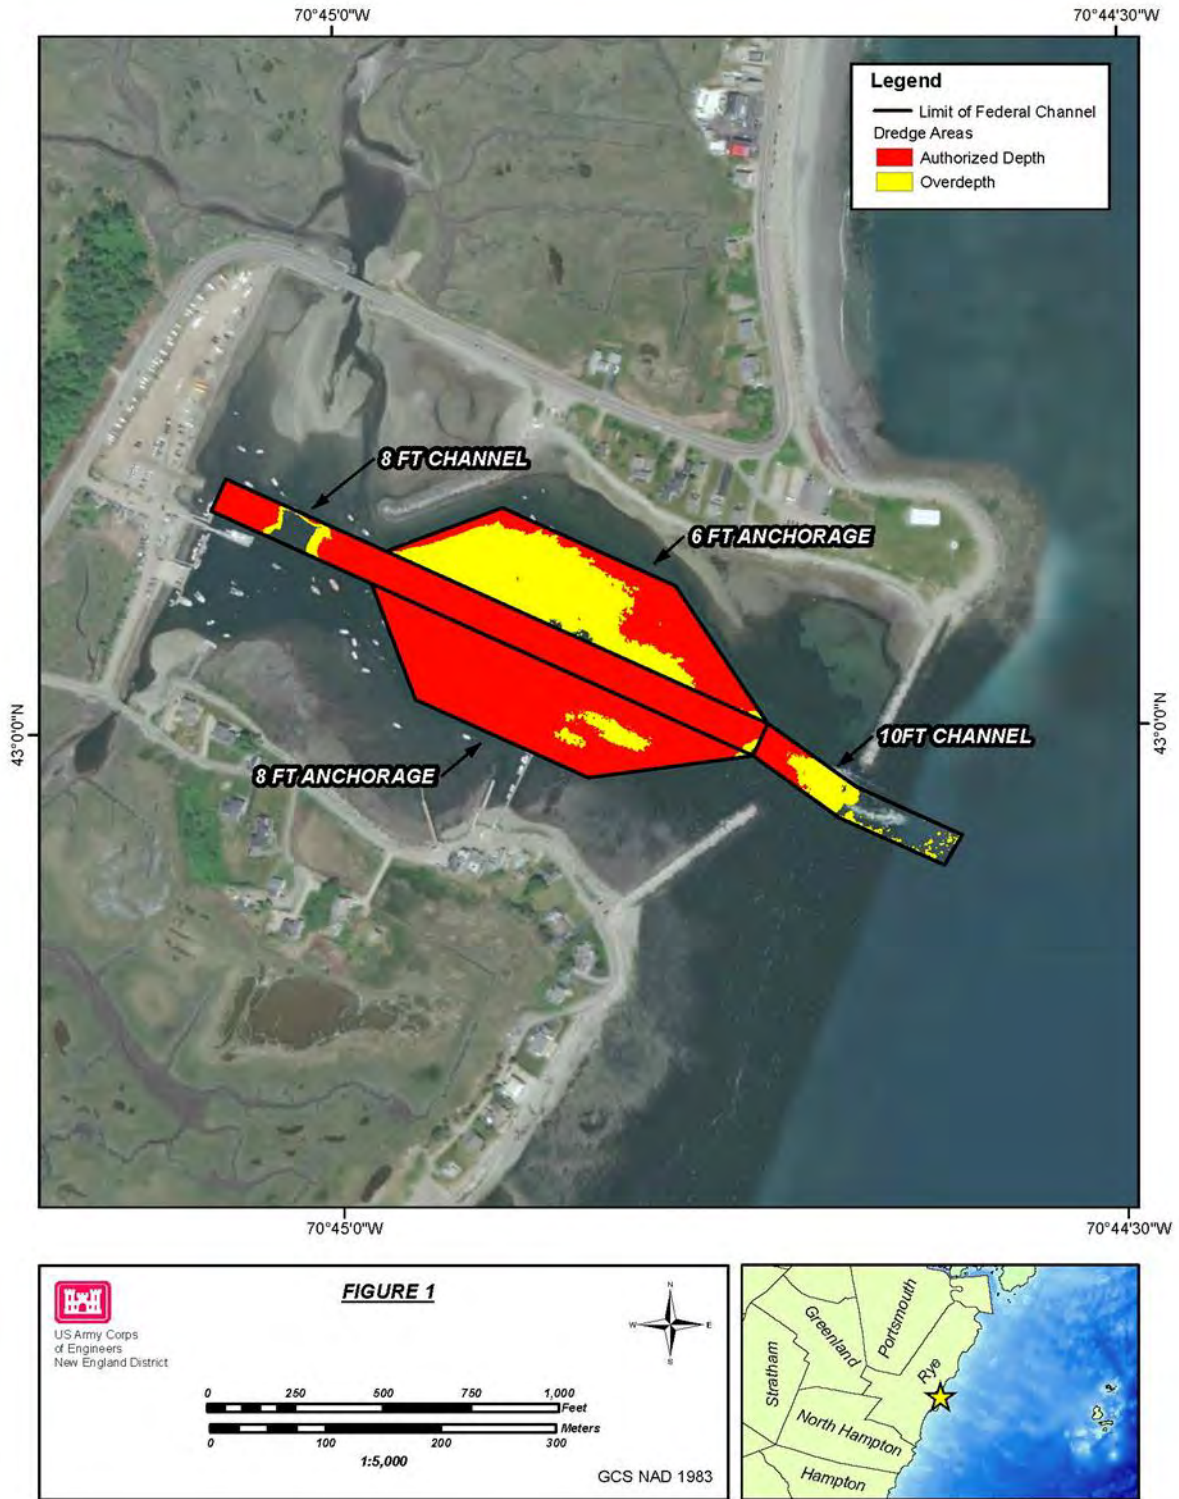 70°45'0"W
70°44'30"W
Legend
Limit of Federal Channel
Dredge Areas
Authorized Depth
Overdepth
8 FT CHANNEL
6 FT ANCHORAGE
43°0'0"N
43°0'0"N
10FT CHANNEL
8 FT ANCHORAGE
70°45'0"W
70°44'30"W
US Army Corps
of Engineers
New England District
FIGURE 1
N
W
E
S
0 250 500 750 1,000
Feet
Meters
0 100 200 300
1:5,000
GCS NAD 1983
Portsmouth
Greenland
Stratham
Rye
North Hampton
Hampton